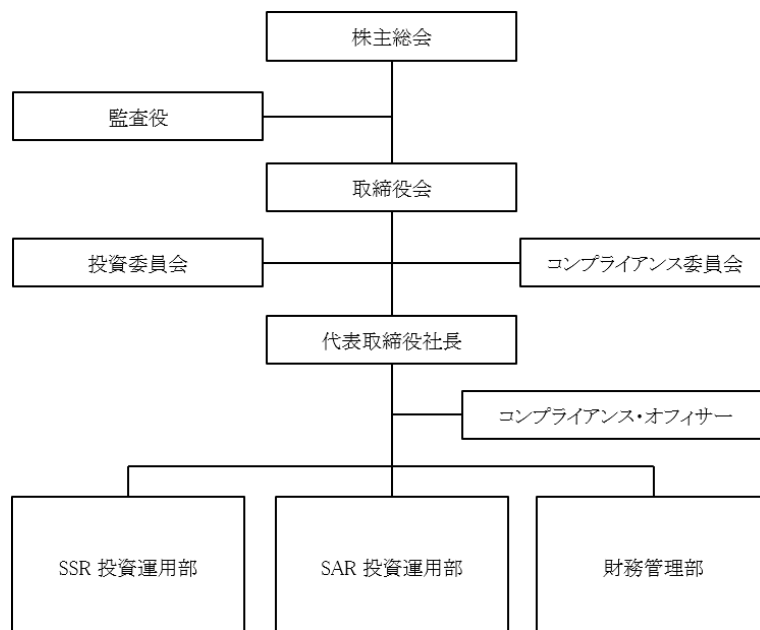 株主総会
監査役
取締役会
投資委員会
コンプライアンス委員会
代表取締役社長
コンプライアンス・オフィサー
SSR 投資運用部
SAR 投資運用部
財務管理部